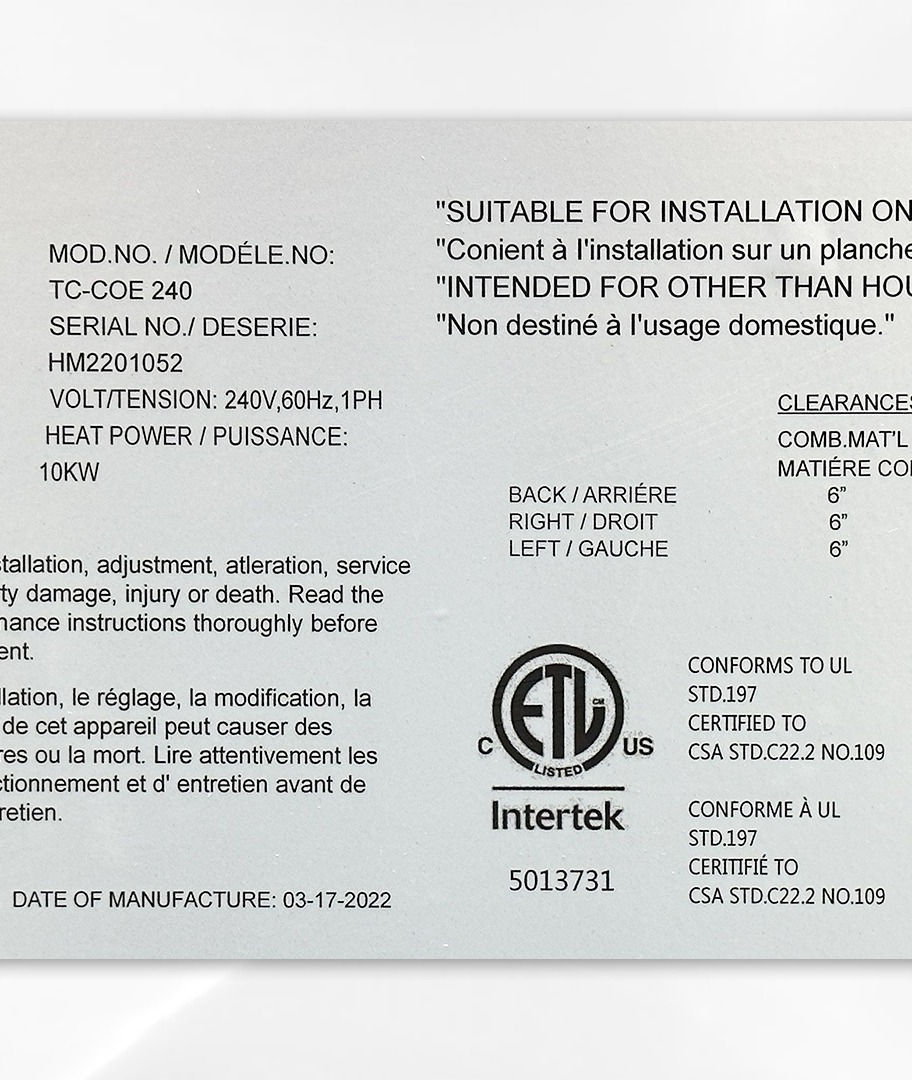 MOD.NO. / MODÉLE.NO:
TC-COE 240
SERIAL NO./ DESERIE:
HM2201052
VOLT/TENSION: 240V,60Hz,1PH
HEAT POWER / PUISSANCE:
10KW
"SUITABLE FOR INSTALLATION ON
"Conient à l'installation sur un planche
"INTENDED FOR OTHER THAN HOU
"Non destiné à l'usage domestique."
CLEARANCES
COMB.MAT'L
MATIÉRE CO
BACK / ARRIÉRE 6”
RIGHT / DROIT 6”
LEFT / GAUCHE 6”
stallation, adjustment, atleration, service
ty damage, injury or death. Read the
nance instructions thoroughly before
ent.
llation, le réglage, la modification, la
de cet appareil peut causer des
res ou la mort. Lire attentivement les
ctionnement et d' entretien avant de
retien.
DATE OF MANUFACTURE: 03-17-2022
ETL CM
C US
LISTED
Intertek
5013731
CONFORMS TO UL
STD.197
CERTIFIED TO
CSA STD.C22.2 NO.109
CONFORME À UL
STD.197
CERITIFIÉ TO
CSA STD.C22.2 NO.109